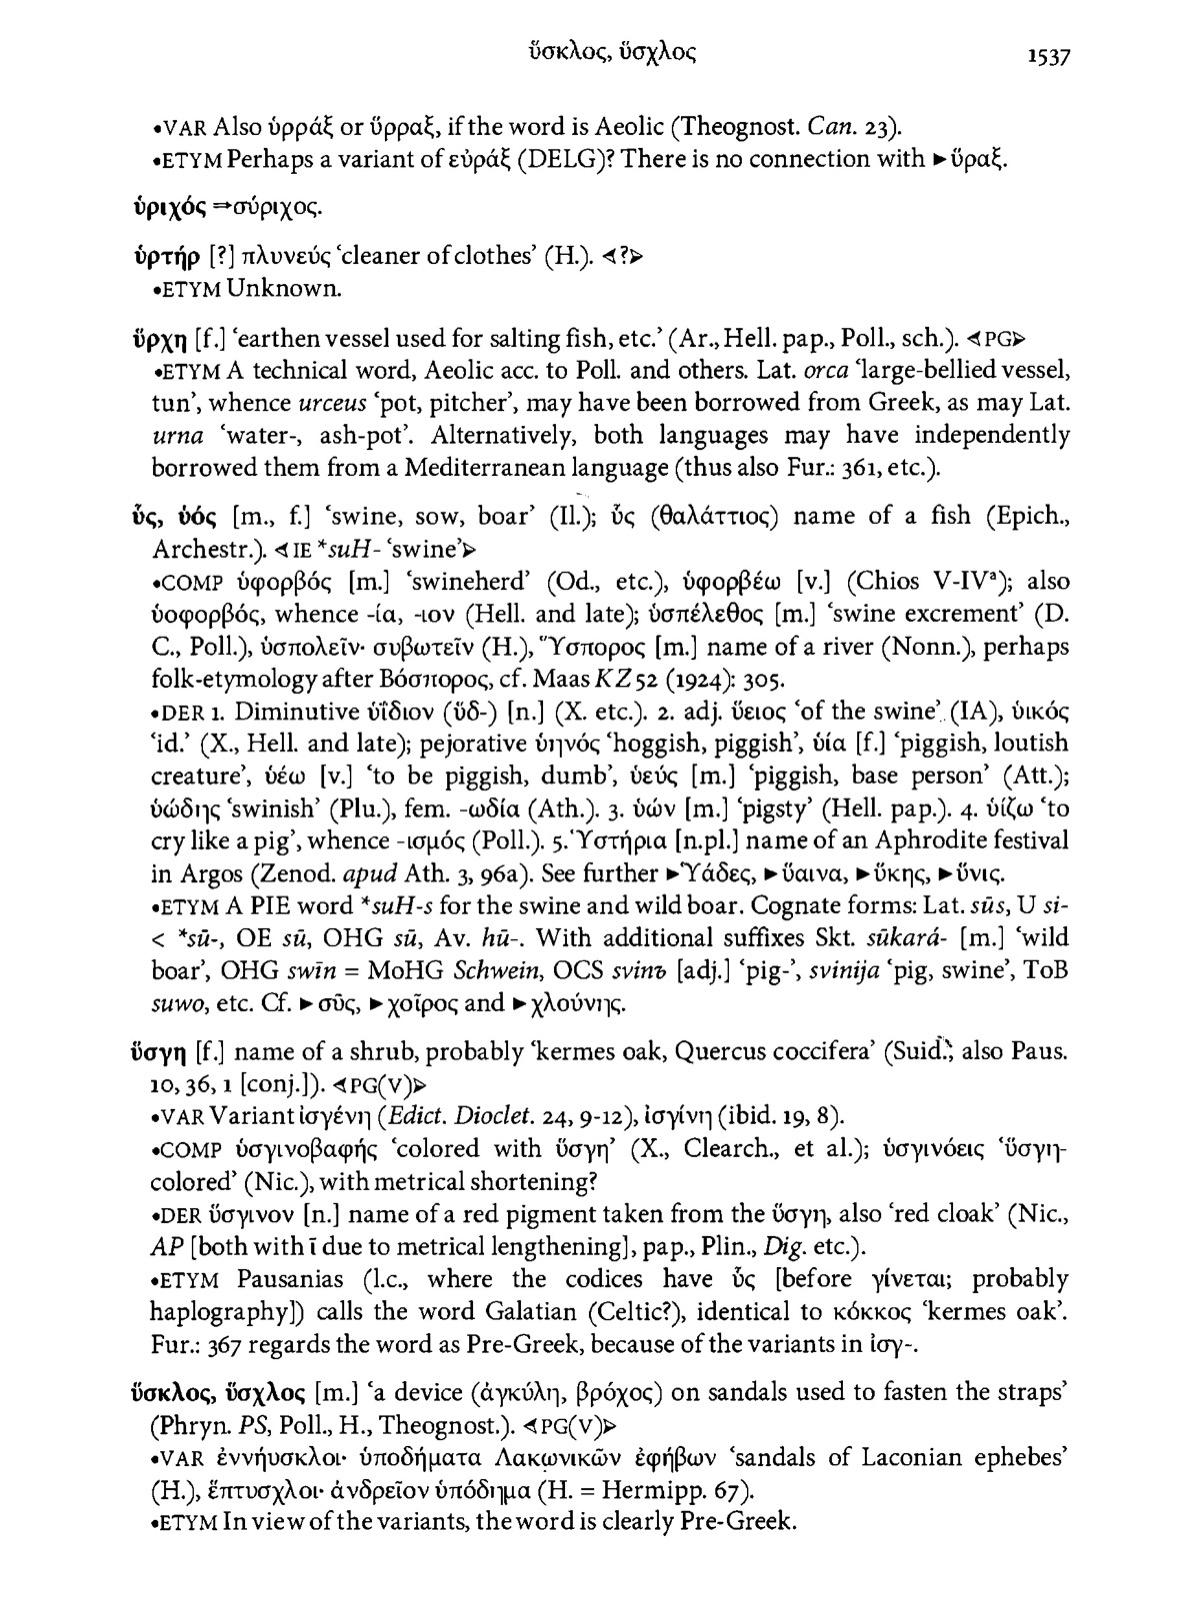 ὕσκλος, ὕσχλος 1537
•VAR Also ὑρράξ or ὕρραξ, if the word is Aeolic (Theognost. Can. 23).
•ETYM Perhaps a variant of εὐράξ (DELG)? There is no connection with ►ὕραξ.
ὑριχός ⇒σύριχος.
ὑρτήρ [?] πλυνεύς ‘cleaner of clothes’ (H.). ⊲?⊳
•ETYM Unknown.
ὕρχη [f.] ‘earthen vessel used for salting fish, etc.’ (Ar., Hell. pap., Poll., sch.). ⊲PG⊳
•ETYM A technical word, Aeolic acc. to Poll. and others. Lat. orca ‘large-bellied vessel,
tun’, whence urceus ‘pot, pitcher’, may have been borrowed from Greek, as may Lat.
urna ‘water-, ash-pot’. Alternatively, both languages may have independently
borrowed them from a Mediterranean language (thus also Fur.: 361, etc.).
ὗς, ὑός [m., f.] ‘swine, sow, boar’ (Il.); ὗς (θαλάττιος) name of a fish (Epich.,
Archestr.). ⊲IE *suH- ‘swine’⊳
•COMP ὑφορβός [m.] ‘swineherd’ (Od., etc.), ὑφορβέω [v.] (Chios V-IVᵃ); also
ὑοφορβός, whence -ία, -ιον (Hell. and late); ὑσπέλεθος [m.] ‘swine excrement’ (D.
C., Poll.), ὑσπολεῖν· συβωτεῖν (H.), Ὕσπορος [m.] name of a river (Nonn.), perhaps
folk-etymology after Βόσπορος, cf. Maas KZ 52 (1924): 305.
•DER 1. Diminutive ὑΐδιον (ὕδ-) [n.] (X. etc.). 2. adj. ὕειος ‘of the swine’ (IA), ὑικός
‘id.’ (X., Hell. and late); pejorative ὑηνός ‘hoggish, piggish’, ὑία [f.] ‘piggish, loutish
creature’, ὑέω [v.] ‘to be piggish, dumb’, ὑεύς [m.] ‘piggish, base person’ (Att.);
ὑώδης ‘swinish’ (Plu.), fem. -ωδία (Ath.). 3. ὑών [m.] ‘pigsty’ (Hell. pap.). 4. ὑίζω ‘to
cry like a pig’, whence -ισμός (Poll.). 5. Ὑστήρια [n.pl.] name of an Aphrodite festival
in Argos (Zenod. apud Ath. 3, 96a). See further ►Ὑάδες, ►ὕαινα, ►ὕκης, ►ὕνις.
•ETYM A PIE word *suH-s for the swine and wild boar. Cognate forms: Lat. sūs, U si-
< *sū-, OE sū, OHG sū, Av. hū-. With additional suffixes Skt. sūkará- [m.] ‘wild
boar’, OHG swīn = MoHG Schwein, OCS svinъ [adj.] ‘pig-’, svinija ‘pig, swine’, ToB
suwo, etc. Cf. ►σῦς, ►χοῖρος and ►χλούνης.
ὕσγη [f.] name of a shrub, probably ‘kermes oak, Quercus coccifera’ (Suid.; also Paus.
10, 36, 1 [conj.]). ⊲PG(V)⊳
•VAR Variant ἰσγένη (Edict. Dioclet. 24, 9-12), ἰσγίνη (ibid. 19, 8).
•COMP ὑσγινοβαφής ‘colored with ὕσγη’ (X., Clearch., et al.); ὑσγινόεις ‘ὕσγη-
colored’ (Nic.), with metrical shortening?
•DER ὕσγινον [n.] name of a red pigment taken from the ὕσγη, also ‘red cloak’ (Nic.,
AP [both with ῑ due to metrical lengthening], pap., Plin., Dig. etc.).
•ETYM Pausanias (l.c., where the codices have ὗς [before γίνεται; probably
haplography]) calls the word Galatian (Celtic?), identical to κόκκος ‘kermes oak’.
Fur.: 367 regards the word as Pre-Greek, because of the variants in ἰσγ-.
ὕσκλος, ὕσχλος [m.] ‘a device (ἀγκύλη, βρόχος) on sandals used to fasten the straps’
(Phryn. PS, Poll., H., Theognost.). ⊲PG(V)⊳
•VAR ἐννήυσκλοι· ὑποδήματα Λακωνικῶν ἐφήβων ‘sandals of Laconian ephebes’
(H.), ἕπτυσχλοι· ἀνδρεῖον ὑπόδημα (H. = Hermipp. 67).
•ETYM In view of the variants, the word is clearly Pre-Greek.